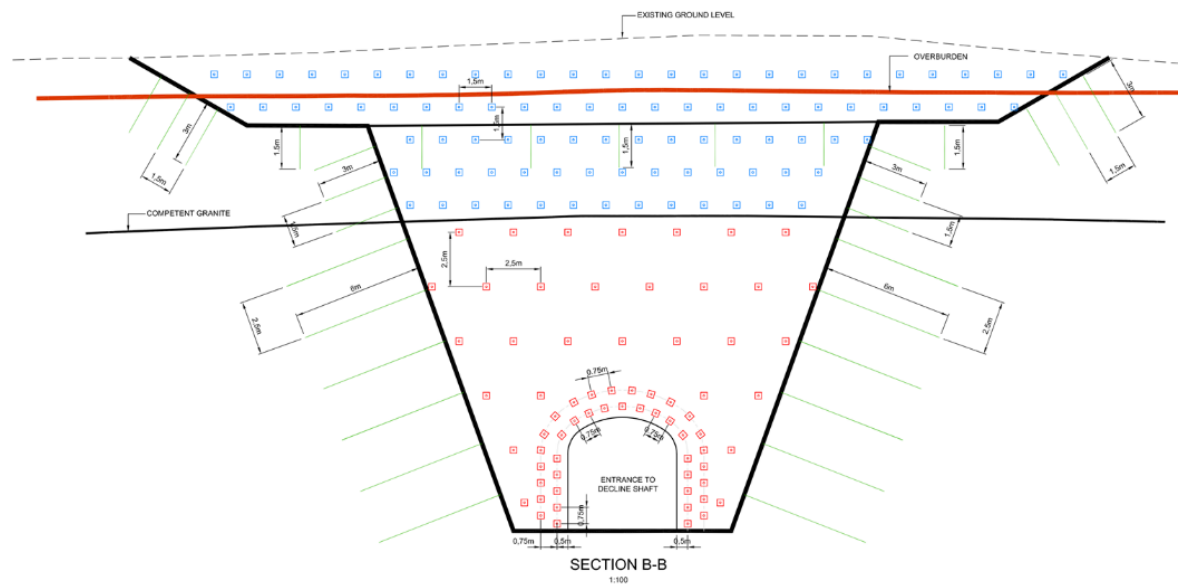 EXISTING GROUND LEVEL
OVERBURDEN
1,5m
1,5m
3m
3m
1,5m
1.5m
1,5m
1,5m
1,5m
3m
3m
COMPETENT GRANITE
1,5m
1,5m
2,5m
2,5m
6m
6m
2,5m
2,5m
0.75m
0,75m
0,75m
ENTRANCE TO
DECLINE SHAFT
0,75m
0,75m
0,5m
0,5m
SECTION B-B
1:100